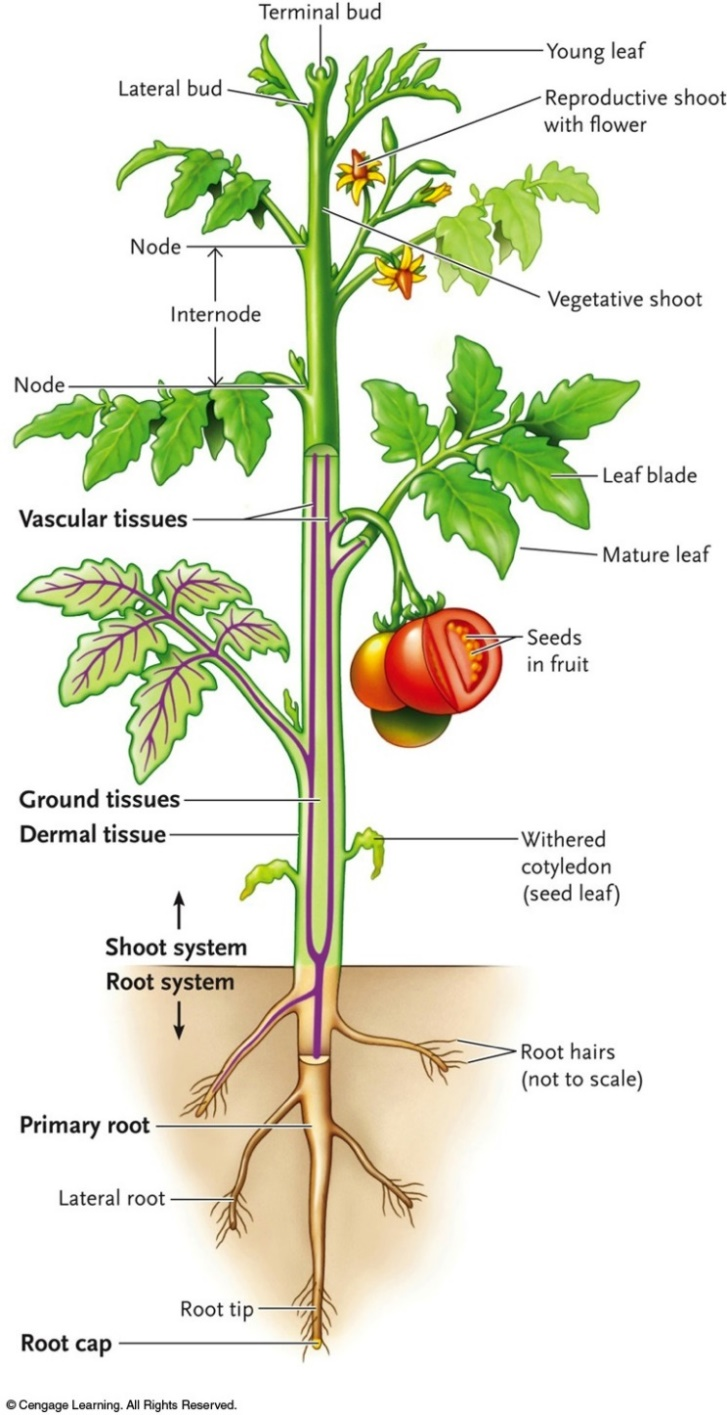 Terminal bud
Young leaf
Lateral bud
Reproductive shoot
with flower
Node
Vegetative shoot
Internode
Node
Leaf blade
Vascular tissues
Mature leaf
Seeds
in fruit
Ground tissues
Dermal tissue
Withered
cotyledon
(seed leaf)
Shoot system
Root system
Root hairs
(not to scale)
Primary root
Lateral root
Root tip
Root cap
© Cengage Learning. All Rights Reserved.